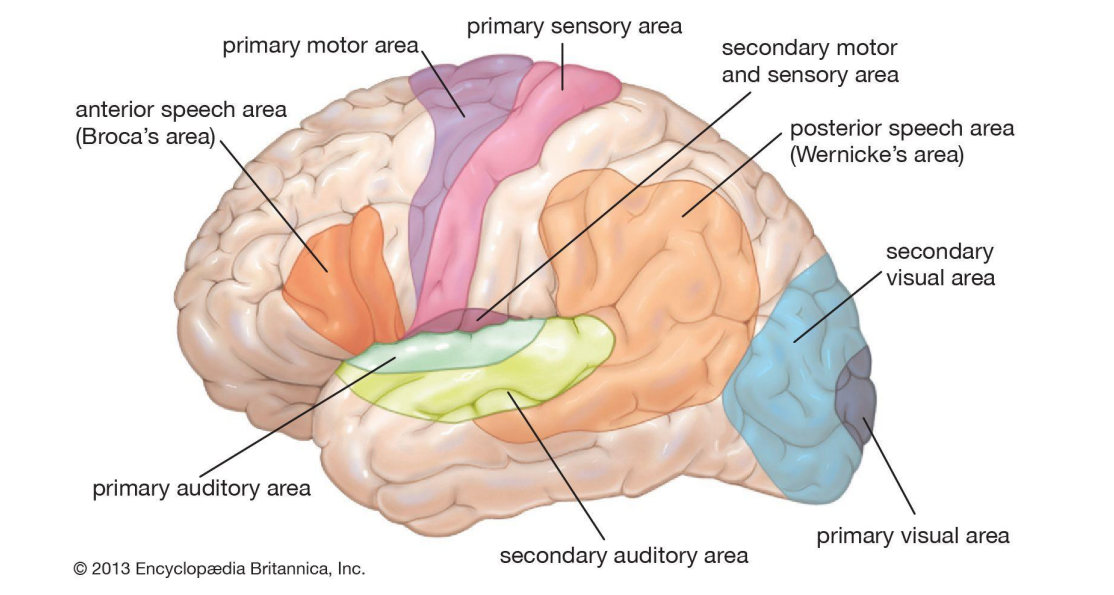 primary sensory area
primary motor area
secondary motor
and sensory area
anterior speech area
(Broca’s area)
posterior speech area
(Wernicke’s area)
secondary
visual area
primary auditory area
primary visual area
secondary auditory area
© 2013 Encyclopædia Britannica, Inc.